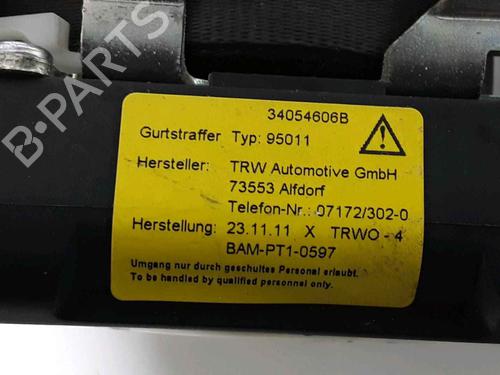 34054606B
Gurtstraffer Typ: 95011
Hersteller: TRW Automotive GmbH
73553 Alfdorf
Telefon-Nr.: 07172/302-0
Herstellung: 23.11.11 X TRWO - 4
BAM-PT1-0597
Umgang nur durch geschultes Personal erlaubt.
To be handled by qualified personnel only.
B-PARTS